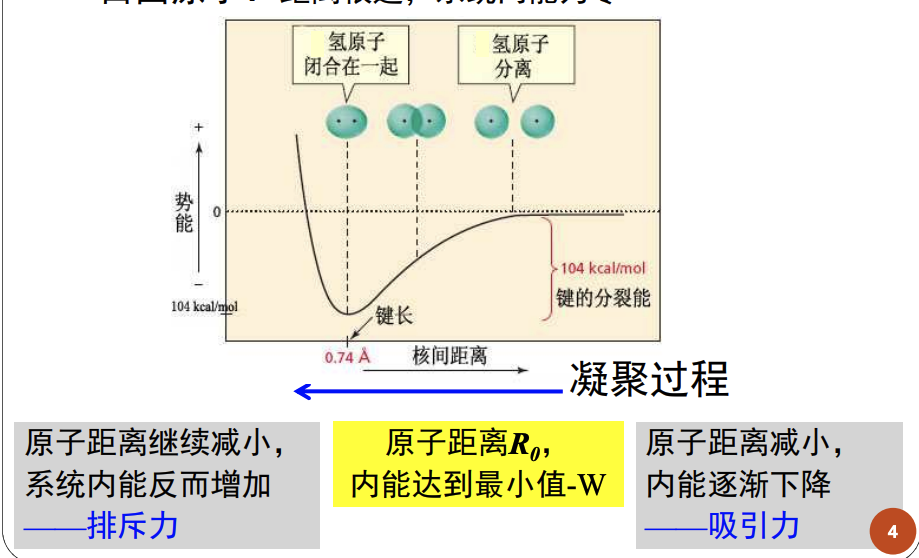 氢原子
闭合在一起
氢原子
分离
+
势能
0
−
104 kcal/mol
104 kcal/mol
键的分裂能
键长
0.74 Å
核间距离
凝聚过程
原子距离继续减小，
系统内能反而增加
——排斥力
原子距离R0，
内能达到最小值-W
原子距离减小，
内能逐渐下降
——吸引力
4